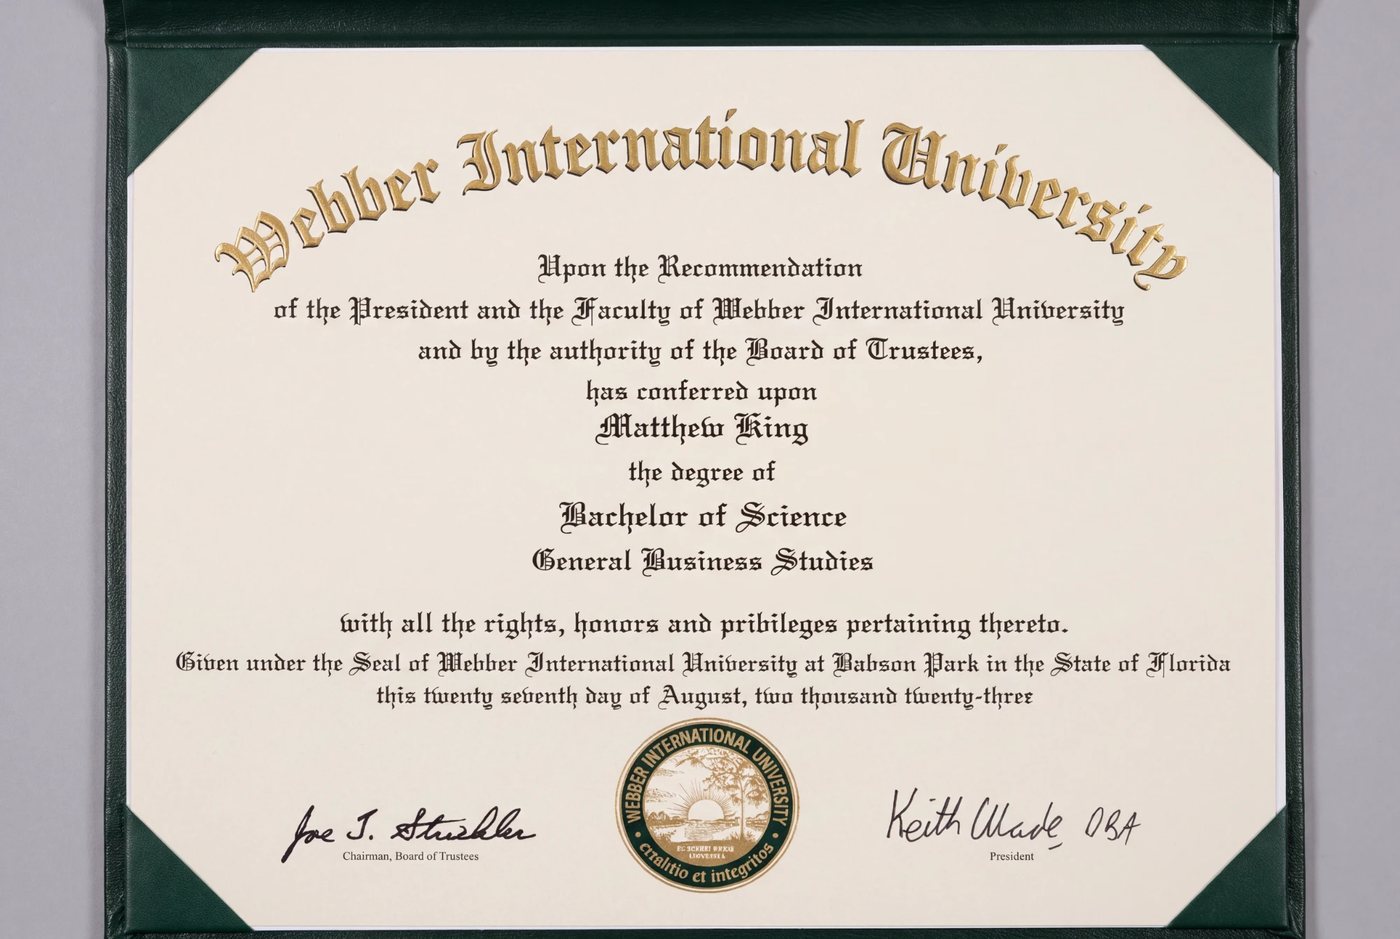 Webber International University
Upon the Recommendation
of the President and the Faculty of Webber International University
and by the authority of the Board of Trustees,
has conferred upon
Matthew King
the degree of
Bachelor of Science
General Business Studies
with all the rights, honors and pribileges pertaining thereto.
Given under the Seal of Webber International University at Babson Park in the State of Florida
this twenty seventh day of August, two thousand twenty-three
WEBBER INTERNATIONAL UNIVERSITY
et integritos
Joe J.
Keith Wade, DBA
Chairman, Board of Trustees
President